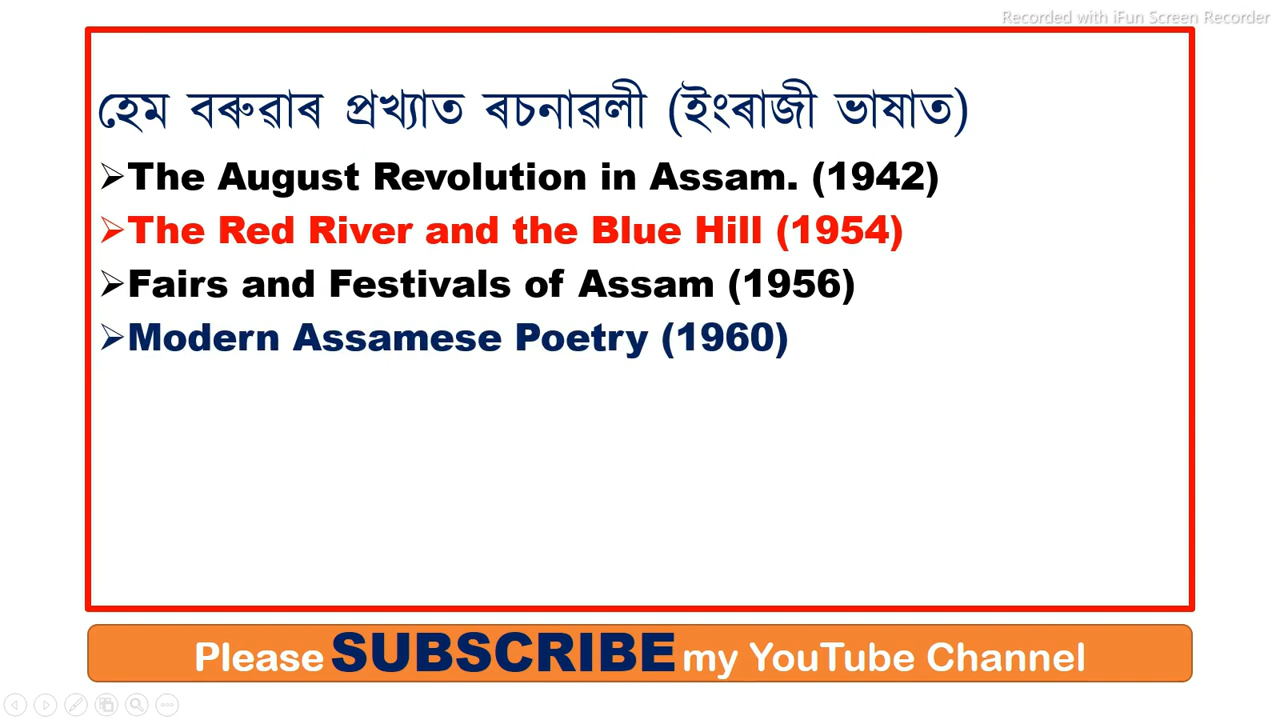 Recorded with iFun Screen Recorder
হেম বৰুৱাৰ প্ৰখ্যাত ৰচনাৱলী (ইংৰাজী ভাষাত)
➢The August Revolution in Assam. (1942)
➢The Red River and the Blue Hill (1954)
➢Fairs and Festivals of Assam (1956)
➢Modern Assamese Poetry (1960)
Please SUBSCRIBE my YouTube Channel